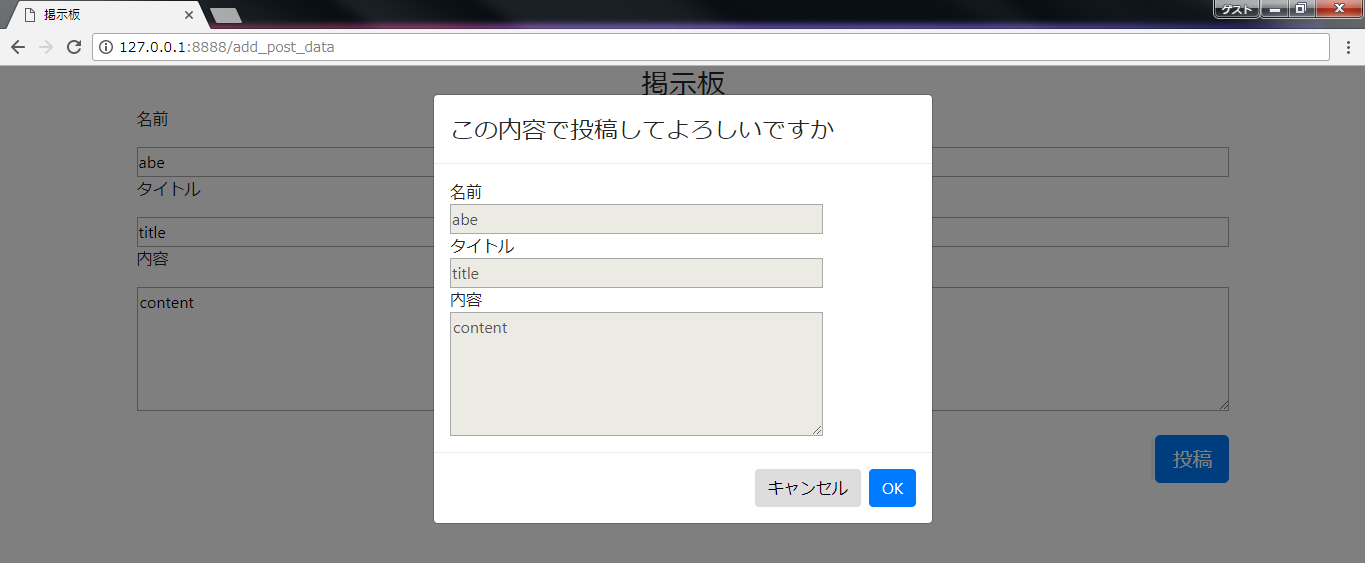 掲示板
ゲスト
127.0.0.1:8888/add_post_data
掲示板
名前
abe
タイトル
title
内容
content
投稿
この内容で投稿してよろしいですか
名前
abe
タイトル
title
内容
content
キャンセル
OK